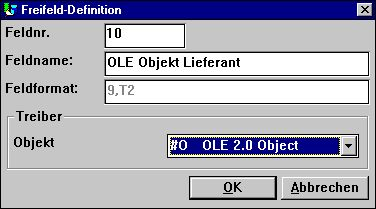 Freifeld-Definition
Feldnr. 10
Feldname: OLE Objekt Lieferant
Feldformat: 9,T2
Treiber
Objekt #O OLE 2.0 Object
OK Abbrechen